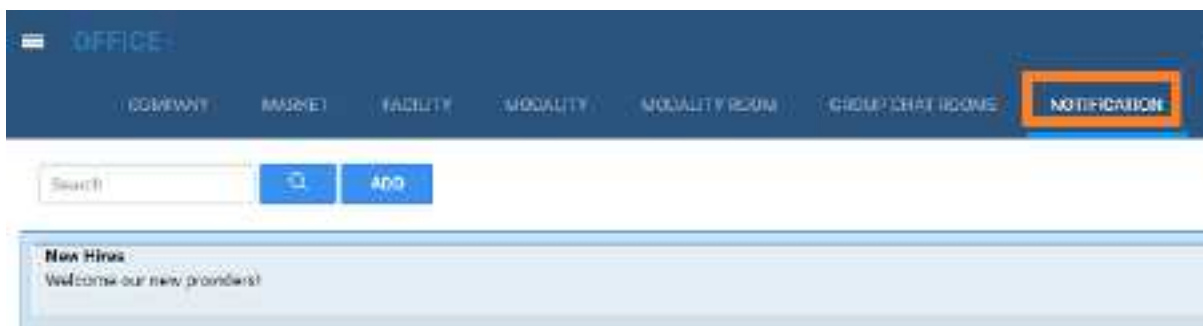 OFFICE-
COMPANY MARKET FACILITY MODALITY MODALITY ROOM GROUP CHAT ROOMS NOTIFICATION
Search ADD
New Hires
Welcome our new providers!